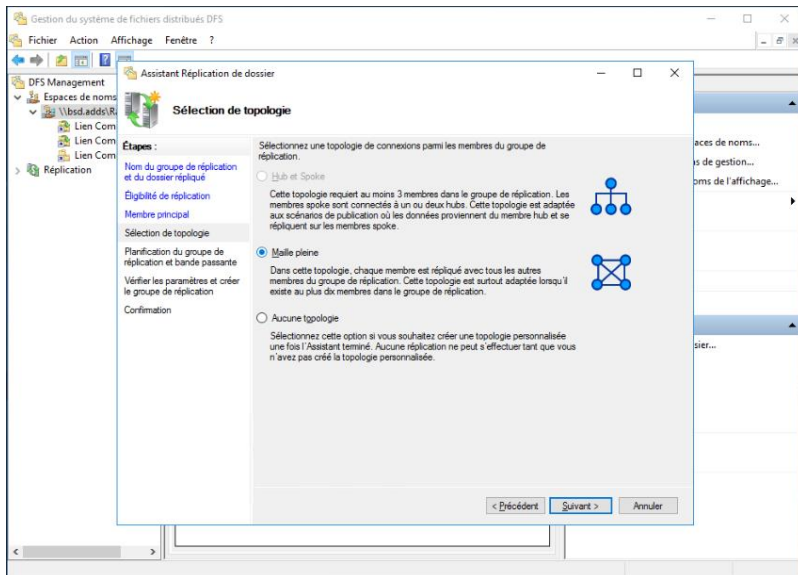 Gestion du système de fichiers distribués DFS
Fichier Action Affichage Fenêtre ?
DFS Management
Espaces de noms
\\bsd.adds\R
Lien Com
Lien Com
Lien Com
Réplication
Assistant Réplication de dossier
Sélection de topologie
Étapes :
Nom du groupe de réplication
et du dossier répliqué
Éligibilité de réplication
Membre principal
Sélection de topologie
Planification du groupe de
réplication et bande passante
Vérifier les paramètres et créer
le groupe de réplication
Confirmation
Sélectionnez une topologie de connexions parmi les membres du groupe de
réplication.
Hub et Spoke
Cette topologie requiert au moins 3 membres dans le groupe de réplication. Les
membres spoke sont connectés à un ou deux hubs. Cette topologie est adaptée
aux scénarios de publication où les données proviennent du membre hub et se
répliquent sur les membres spoke.
Maille pleine
Dans cette topologie, chaque membre est répliqué avec tous les autres
membres du groupe de réplication. Cette topologie est surtout adaptée lorsqu'il
existe au plus dix membres dans le groupe de réplication.
Aucune topologie
Sélectionnez cette option si vous souhaitez créer une topologie personnalisée
une fois l'Assistant terminé. Aucune réplication ne peut s'effectuer tant que vous
n'avez pas créé la topologie personnalisée.
< Précédent Suivant > Annuler
aces de noms...
s de gestion...
oms de l'affichage...
sier...